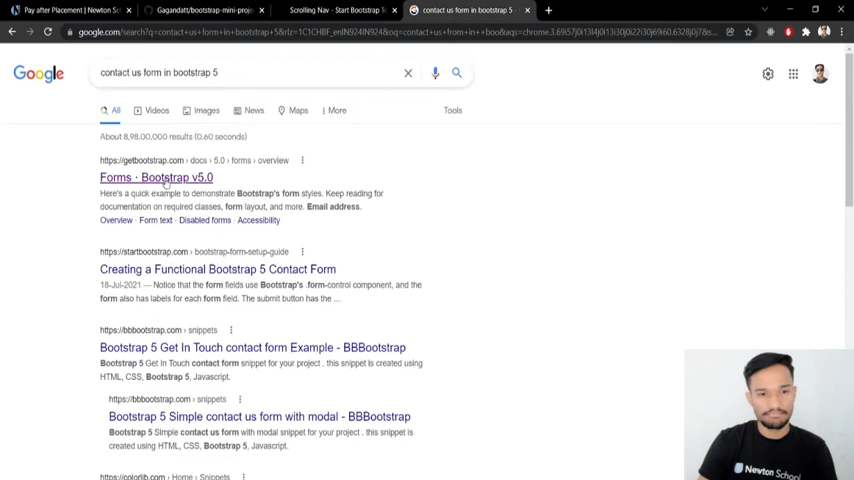 Pay after Placement | Newton Sc
Gagandatt/bootstrap-mini-proje
Scrolling Nav - Start Bootstrap Te
contact us form in bootstrap 5 -
Google
contact us form in bootstrap 5
All
Videos
Images
News
Maps
More
Tools
About 8,98,00,000 results (0.60 seconds)
https://getbootstrap.com › docs › 5.0 › forms › overview
Forms · Bootstrap v5.0
Here's a quick example to demonstrate Bootstrap's form styles. Keep reading for
documentation on required classes, form layout, and more. Email address.
Overview · Form text · Disabled forms · Accessibility
https://startbootstrap.com › bootstrap-form-setup-guide
Creating a Functional Bootstrap 5 Contact Form
18-Jul-2021 — Notice that the form fields use Bootstrap's .form-control component, and the
form also has labels for each form field. The submit button has the ...
https://bbbootstrap.com › snippets
Bootstrap 5 Get In Touch contact form Example - BBBootstrap
Bootstrap 5 Get In Touch contact form snippet for your project . this snippet is created using
HTML, CSS, Bootstrap 5, Javascript.
https://bbbootstrap.com › snippets
Bootstrap 5 Simple contact us form with modal - BBBootstrap
Bootstrap 5 Simple contact us form with modal snippet for your project . this snippet is
created using HTML, CSS, Bootstrap 5, Javascript.
https://colorlib.com › Home › Snippets
Newton School